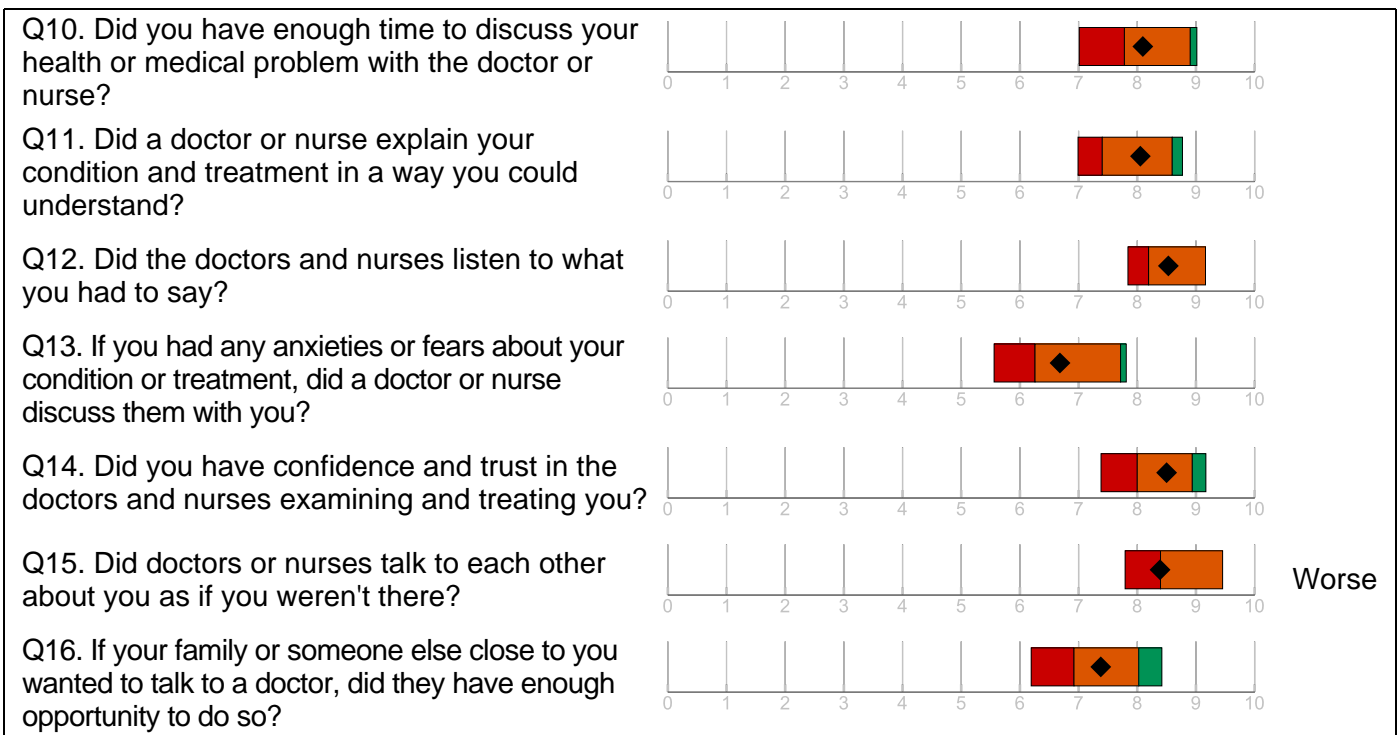 Q10. Did you have enough time to discuss your
health or medical problem with the doctor or
nurse?
0 1 2 3 4 5 6 7 8 9 10
Q11. Did a doctor or nurse explain your
condition and treatment in a way you could
understand?
0 1 2 3 4 5 6 7 8 9 10
Q12. Did the doctors and nurses listen to what
you had to say?
0 1 2 3 4 5 6 7 8 9 10
Q13. If you had any anxieties or fears about your
condition or treatment, did a doctor or nurse
discuss them with you?
0 1 2 3 4 5 6 7 8 9 10
Q14. Did you have confidence and trust in the
doctors and nurses examining and treating you?
0 1 2 3 4 5 6 7 8 9 10
Q15. Did doctors or nurses talk to each other
about you as if you weren't there?
0 1 2 3 4 5 6 7 8 9 10
Worse
Q16. If your family or someone else close to you
wanted to talk to a doctor, did they have enough
opportunity to do so?
0 1 2 3 4 5 6 7 8 9 10